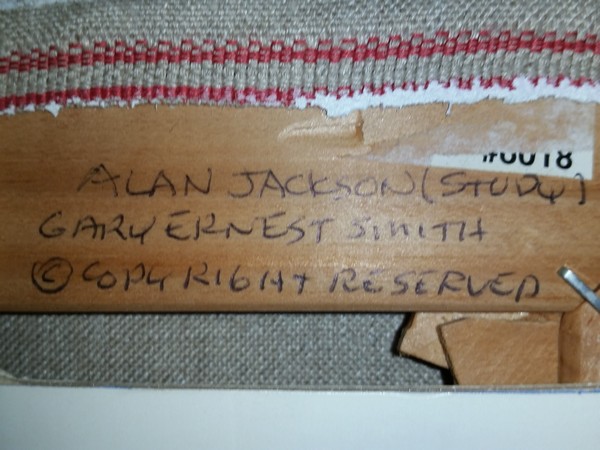 #0018
ALAN JACKSON (STUDY)
GARY ERNEST SMITH
© COPYRIGHT RESERVED